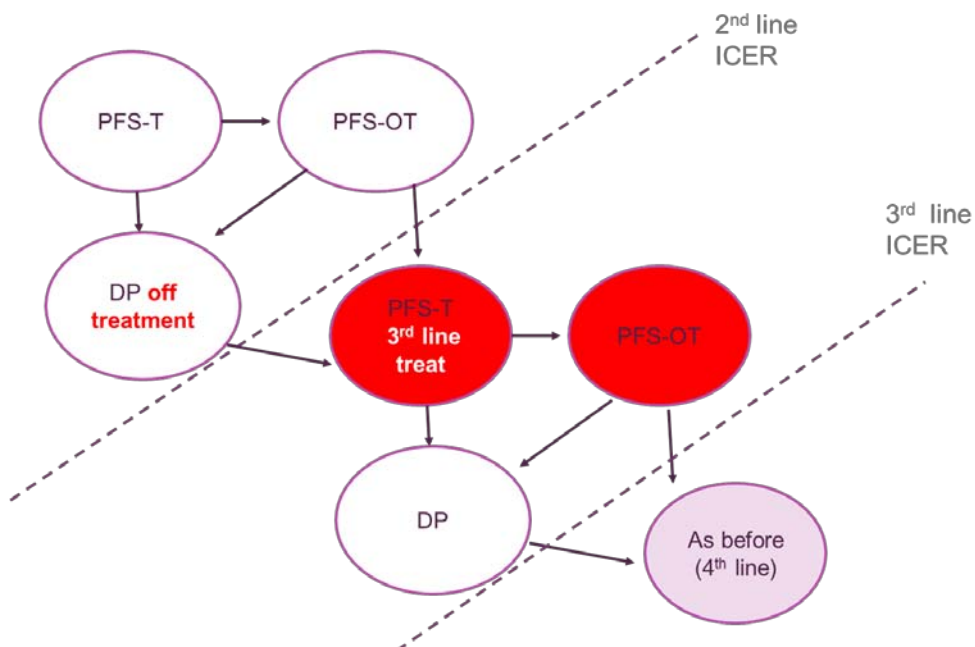 2nd line
ICER
PFS-T
PFS-OT
3rd line
ICER
DP off
treatment
PFS-T
3rd line
treat
PFS-OT
DP
As before
(4th line)